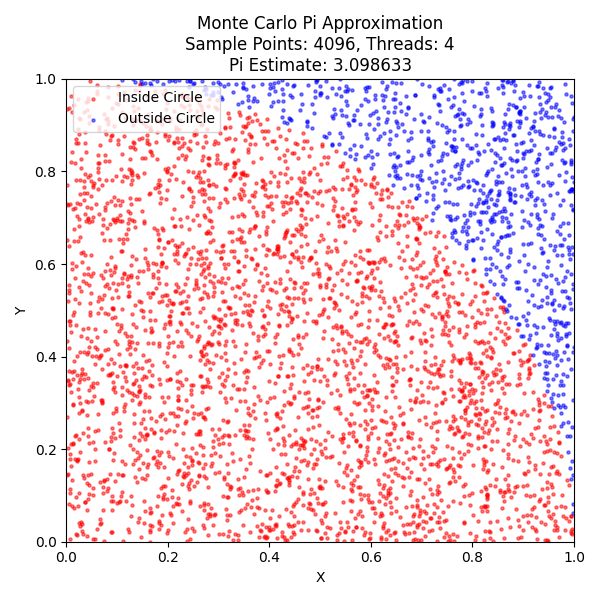 Monte Carlo Pi Approximation
Sample Points: 4096, Threads: 4
Pi Estimate: 3.098633
Inside Circle
Outside Circle
1.0
0.8
0.6
0.4
0.2
0.0
Y
0.0 0.2 0.4 0.6 0.8 1.0
X